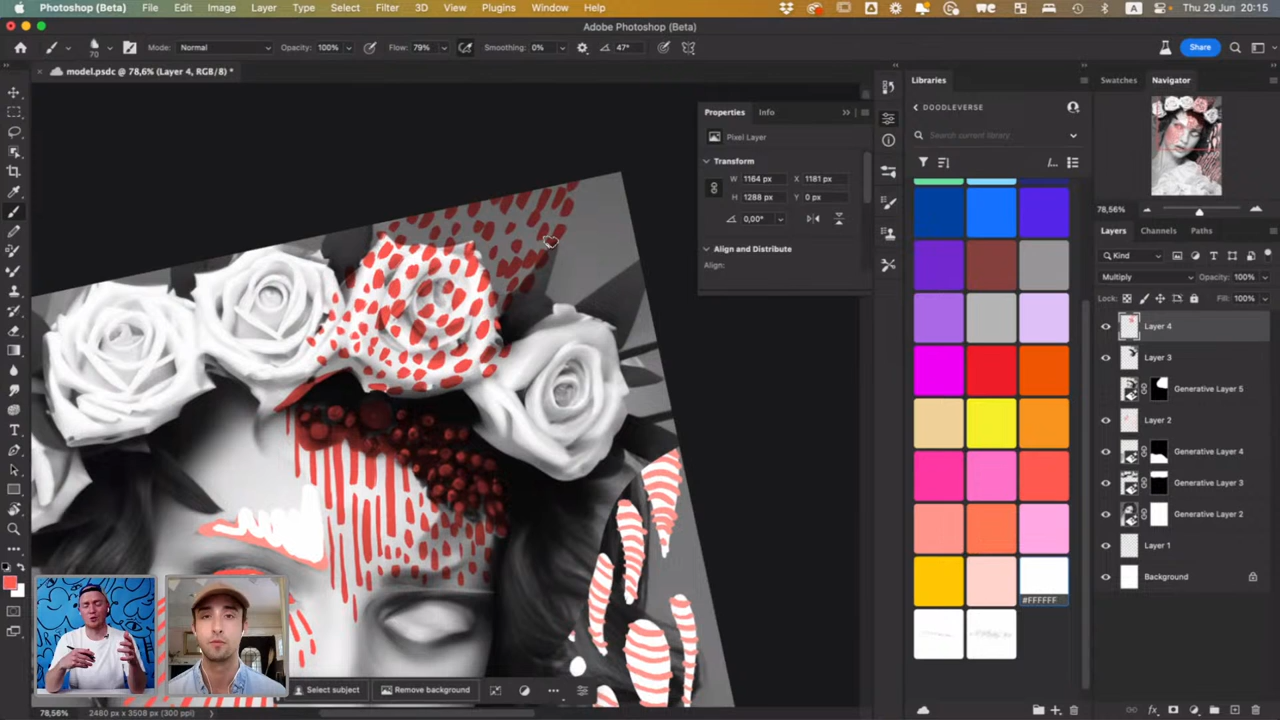 Photoshop (Beta) File Edit Image Layer Type Select Filter 3D View Plugins Window Help A Thu 29 Jun 20:15
Adobe Photoshop (Beta)
70 Mode: Normal Opacity: 100% Flow: 79% Smoothing: 0% 47° Share
model.psdc @ 78,6% (Layer 4, RGB/8) *
Properties Info
Pixel Layer
Transform
W 1164 px X 1181 px
H 1288 px Y 0 px
0,00°
Align and Distribute
Align:
Libraries
DOODLEVERSE
Search current library
#FFFFFF
Swatches Navigator
78,56%
Layers Channels Paths
Kind
Multiply Opacity: 100%
Lock: Fill: 100%
Layer 4
Layer 3
Generative Layer 5
Layer 2
Generative Layer 4
Generative Layer 3
Generative Layer 2
Layer 1
Background
Select subject Remove background
78,56% 2480 px x 3508 px (300 ppi)